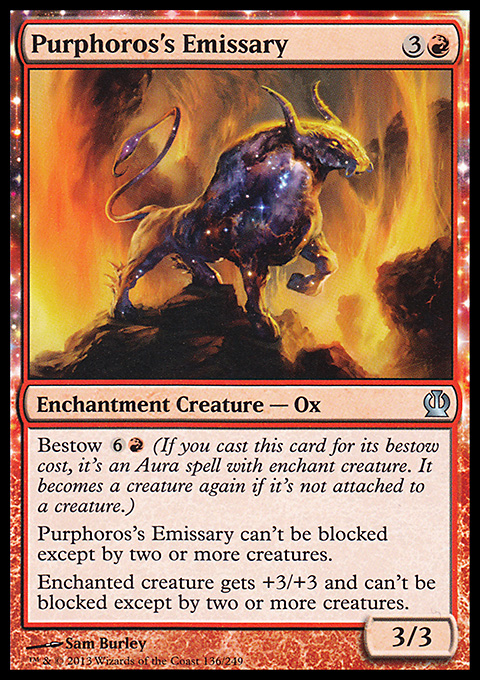 Purphoros's Emissary 3
Enchantment Creature — Ox
Bestow 6 (If you cast this card for its bestow
cost, it's an Aura spell with enchant creature. It
becomes a creature again if it's not attached to
a creature.)
Purphoros's Emissary can't be blocked
except by two or more creatures.
Enchanted creature gets +3/+3 and can't be
blocked except by two or more creatures.
Sam Burley
3/3
™ & © 2013 Wizards of the Coast 136/249